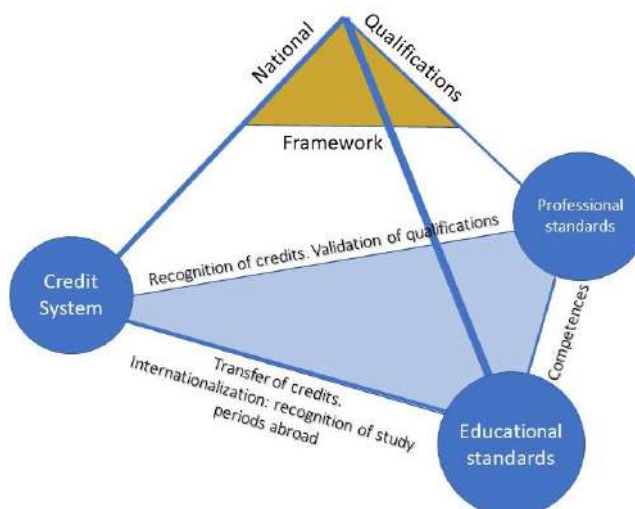 National
Qualifications
Framework
Professional
standards
Recognition of credits. Validation of qualifications
Credit
System
Competences
Transfer of credits.
Internationalization: recognition of study
periods abroad
Educational
standards